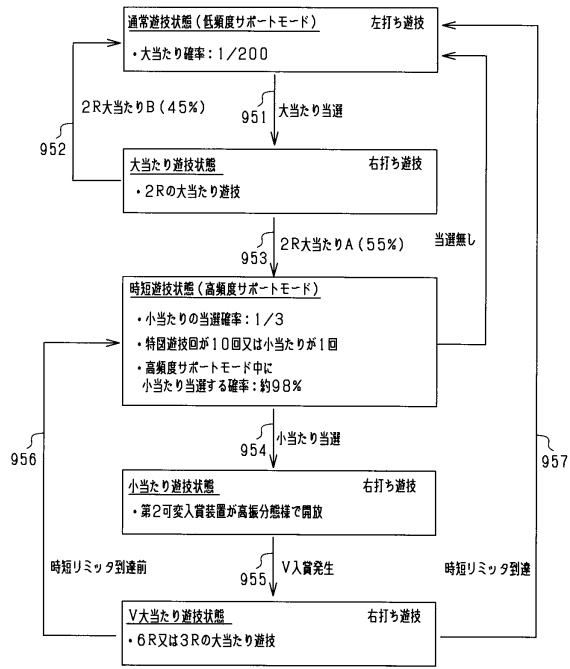 通常遊技状態(低頻度サポートモード) 左打ち遊技
・大当たり確率:1/200
2R大当たりB(45%)
951
大当たり当選
952
大当たり遊技状態 右打ち遊技
・2Rの大当たり遊技
953
2R大当たりA(55%)
当選無し
時短遊技状態(高頻度サポートモード)
・小当たりの当選確率:1/3
・特図遊技回が10回又は小当たりが1回
・高頻度サポートモード中に
小当たり当選する確率:約98%
954
小当たり当選
956
957
小当たり遊技状態 右打ち遊技
・第2可変入賞装置が高振分態様で開放
時短リミッタ到達前
955
V入賞発生
時短リミッタ到達
V大当たり遊技状態 右打ち遊技
・6R又は3Rの大当たり遊技